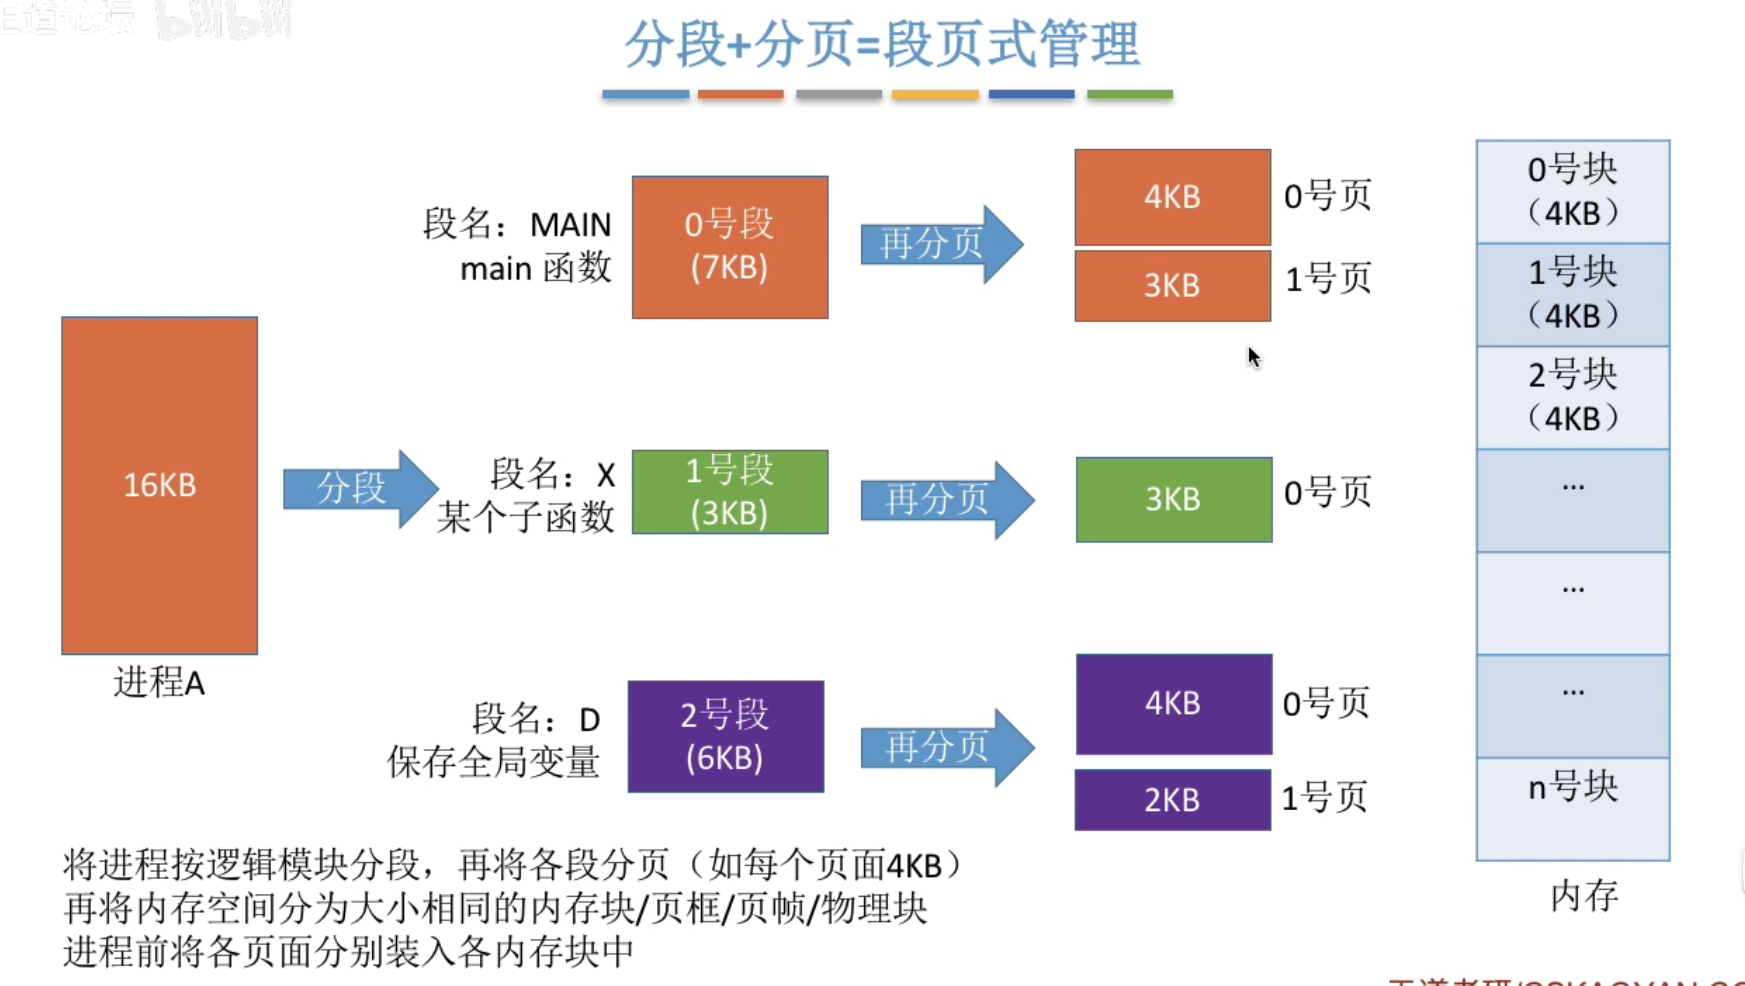 王道论坛 bilibili
分段+分页=段页式管理
段名：MAIN
main 函数
0号段
(7KB)
再分页
4KB
0号页
3KB
1号页
16KB
进程A
分段
段名：X
某个子函数
1号段
(3KB)
再分页
3KB
0号页
段名：D
保存全局变量
2号段
(6KB)
再分页
4KB
0号页
2KB
1号页
0号块
（4KB）
1号块
（4KB）
2号块
（4KB）
...
...
...
n号块
内存
将进程按逻辑模块分段，再将各段分页（如每个页面4KB）
再将内存空间分为大小相同的内存块/页框/页帧/物理块
进程前将各页面分别装入各内存块中